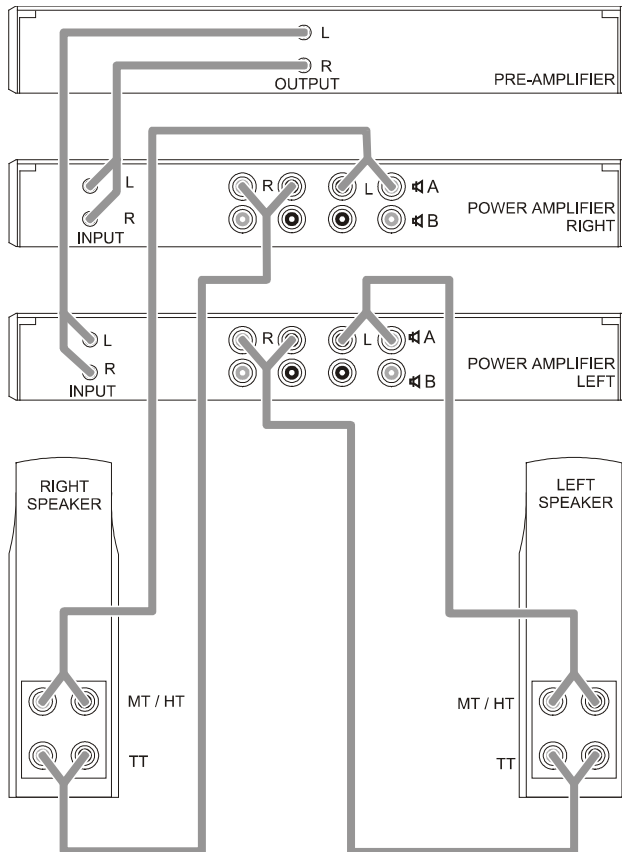 L
R
OUTPUT
PRE-AMPLIFIER
L
R
INPUT
R
L
A
B
POWER AMPLIFIER
RIGHT
L
R
INPUT
R
L
A
B
POWER AMPLIFIER
LEFT
RIGHT
SPEAKER
LEFT
SPEAKER
MT / HT
TT
MT / HT
TT